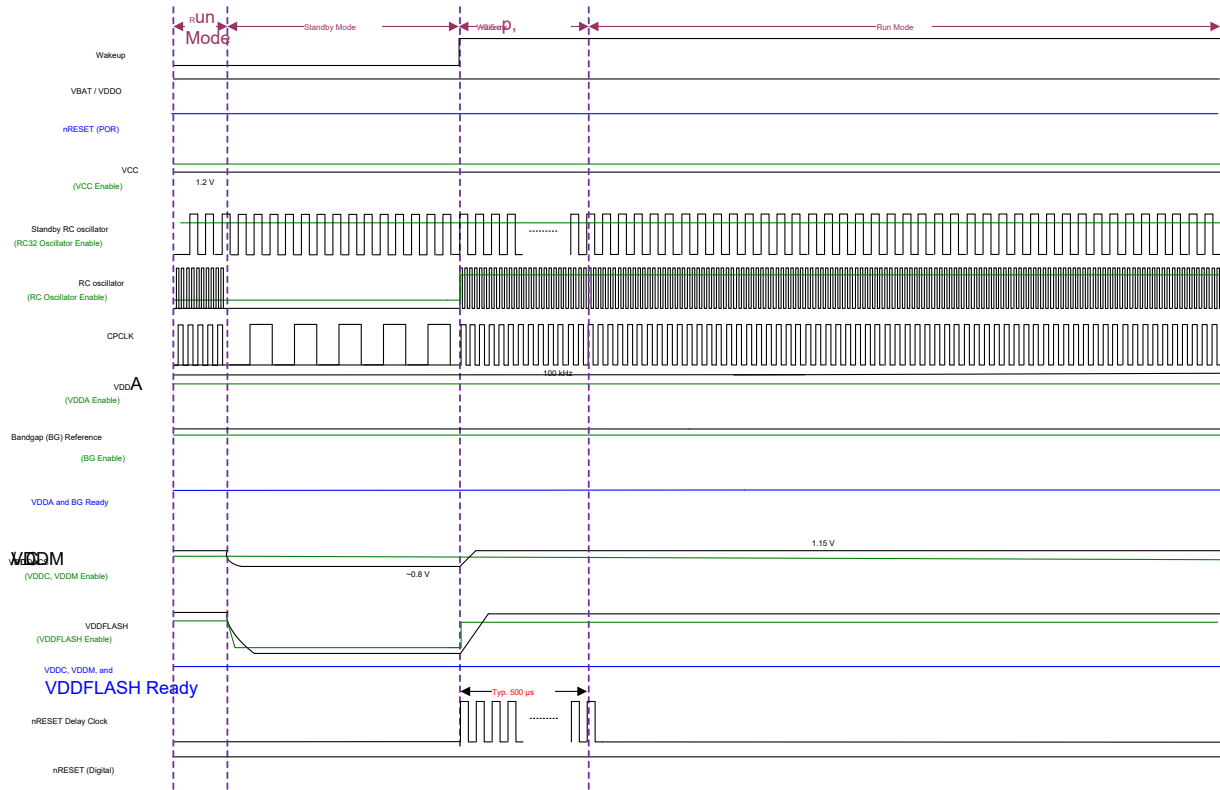 Run
Mode
Standby Mode
p,
Run Mode
Wakeup
VBAT / VDDO
nRESET (POR)
VCC
(VCC Enable)
1.2 V
Standby RC oscillator
(RC32 Oscillator Enable)
RC oscillator
(RC Oscillator Enable)
CPCLK
100 kHz
VDDA
(VDDA Enable)
Bandgap (BG) Reference
(BG Enable)
VDDA and BG Ready
1.15 V
VDDM
(VDDC, VDDM Enable)
~0.8 V
VDDFLASH
(VDDFLASH Enable)
VDDC, VDDM, and
VDDFLASH Ready
Typ. 500 µs
nRESET Delay Clock
nRESET (Digital)